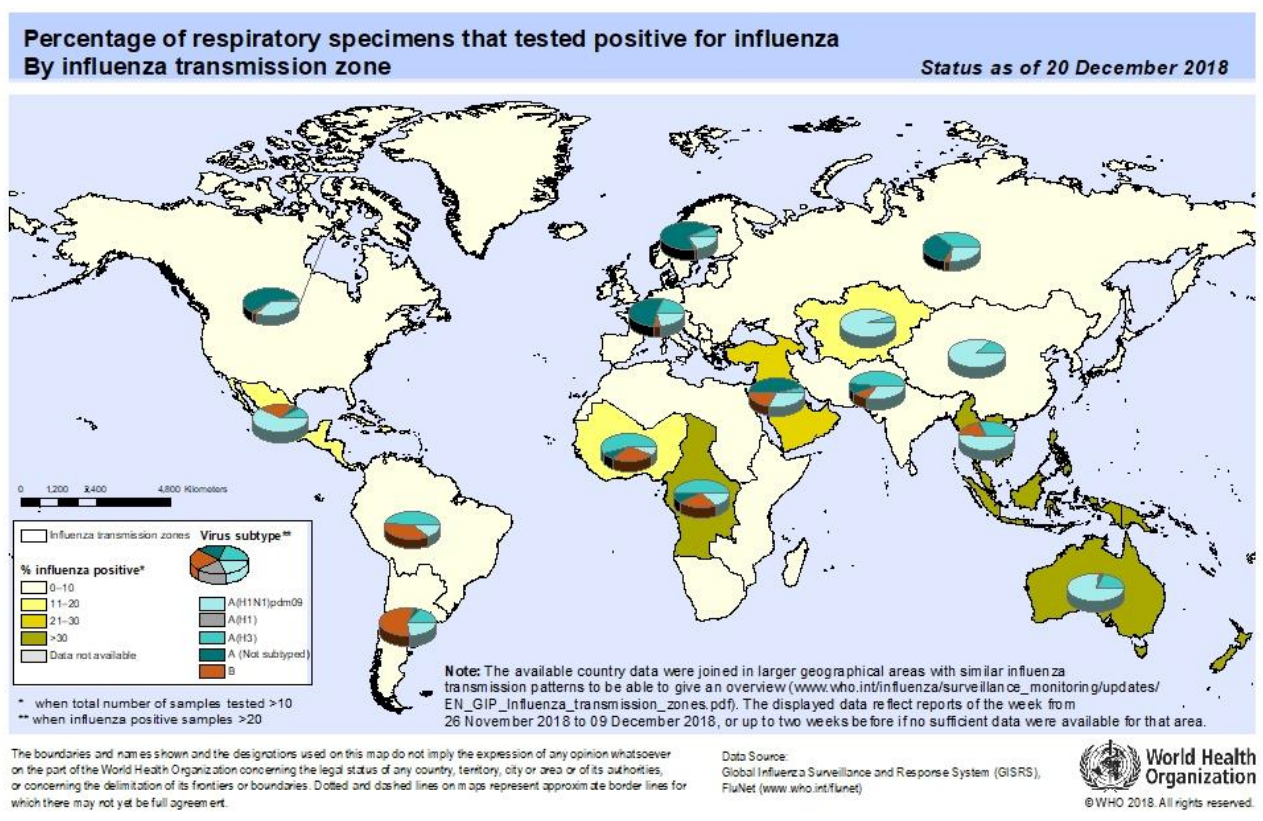 Percentage of respiratory specimens that tested positive for influenza
By influenza transmission zone
Status as of 20 December 2018
0 1,200 2,400 4,800 Kilometers
Influenza transmission zones
Virus subtype**
% influenza positive*
0–10
11–20
21–30
>30
Data not available
A(H1N1)pdm09
A(H1)
A(H3)
A (Not subtyped)
B
* when total number of samples tested >10
** when influenza positive samples >20
Note: The available country data were joined in larger geographical areas with similar influenza
transmission patterns to be able to give an overview (www.who.int/influenza/surveillance_monitoring/updates/
EN_GIP_Influenza_transmission_zones.pdf). The displayed data reflect reports of the week from
26 November 2018 to 09 December 2018, or up to two weeks before if no sufficient data were available for that area.
The boundaries and names shown and the designations used on this map do not imply the expression of any opinion whatsoever
on the part of the World Health Organization concerning the legal status of any country, territory, city or area or of its authorities,
or concerning the delimitation of its frontiers or boundaries. Dotted and dashed lines on maps represent approximate border lines for
which there may not yet be full agreement.
Data Source:
Global Influenza Surveillance and Response System (GISRS),
FluNet (www.who.int/flunet)
World Health
Organization
© WHO 2018. All rights reserved.